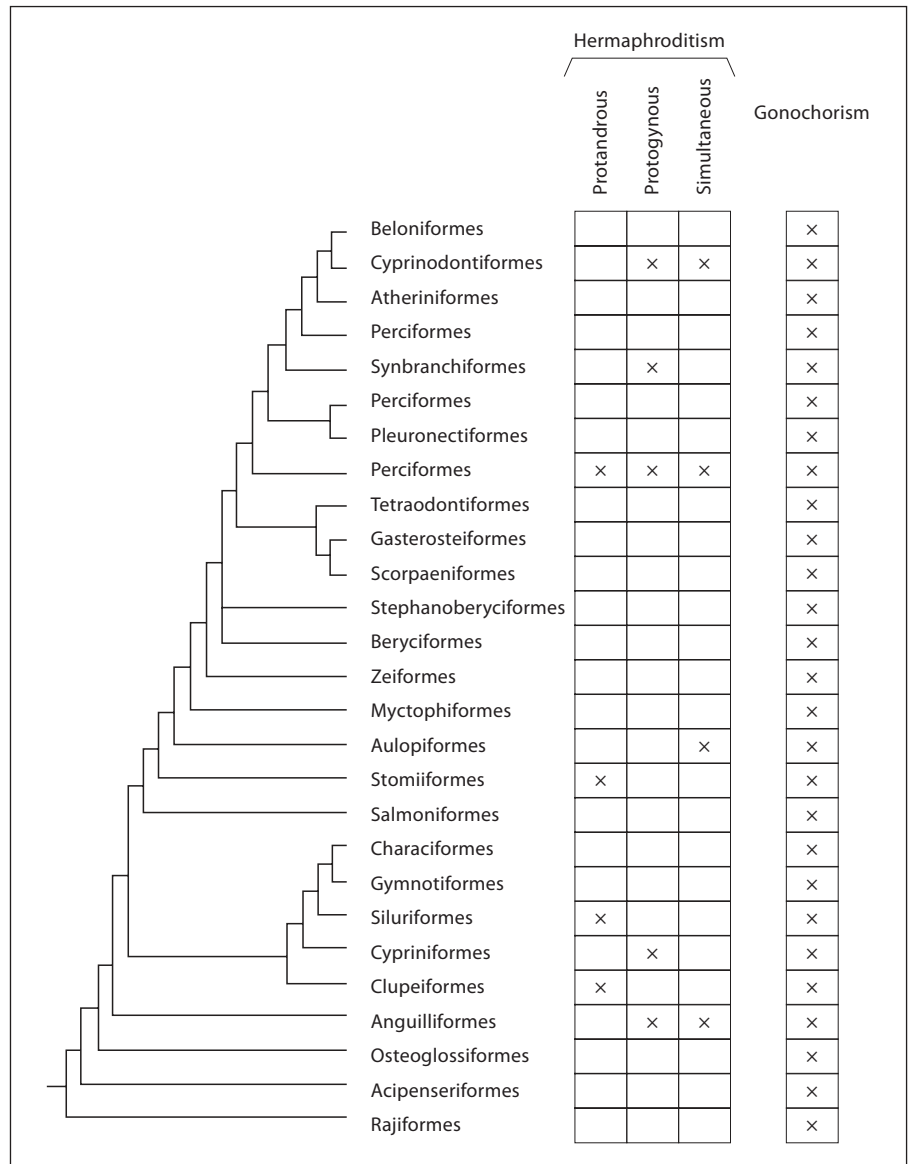 Hermaphroditism
Protandrous
Protogynous
Simultaneous
Gonochorism
Beloniformes ×
Cyprinodontiformes × × ×
Atheriniformes ×
Perciformes ×
Synbranchiformes × ×
Perciformes ×
Pleuronectiformes ×
Perciformes × × × ×
Tetraodontiformes ×
Gasterosteiformes ×
Scorpaeniformes ×
Stephanoberyciformes ×
Beryciformes ×
Zeiformes ×
Myctophiformes ×
Aulopiformes × ×
Stomiiformes × ×
Salmoniformes ×
Characiformes ×
Gymnotiformes ×
Siluriformes × ×
Cypriniformes × ×
Clupeiformes × ×
Anguilliformes × × ×
Osteoglossiformes ×
Acipenseriformes ×
Rajiformes ×